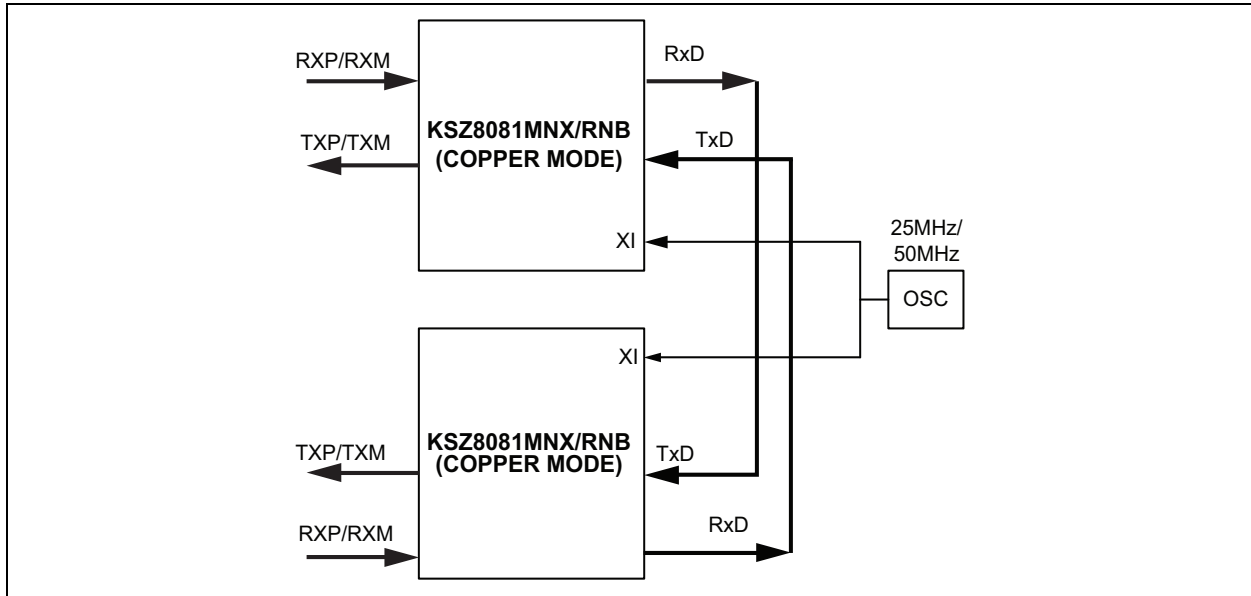 RXP/RXM
RxD
KSZ8081MNX/RNB
(COPPER MODE)
TXP/TXM
TxD
XI
25MHz/
50MHz
OSC
XI
KSZ8081MNX/RNB
(COPPER MODE)
TXP/TXM
TxD
RXP/RXM
RxD